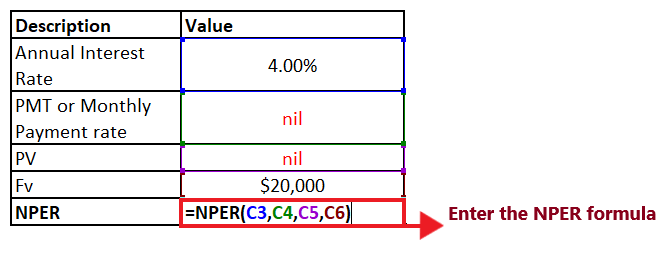 Description Value
Annual Interest
Rate
4.00%
PMT or Monthly
Payment rate
nil
PV nil
Fv $20,000
NPER =NPER(C3,C4,C5,C6) Enter the NPER formula